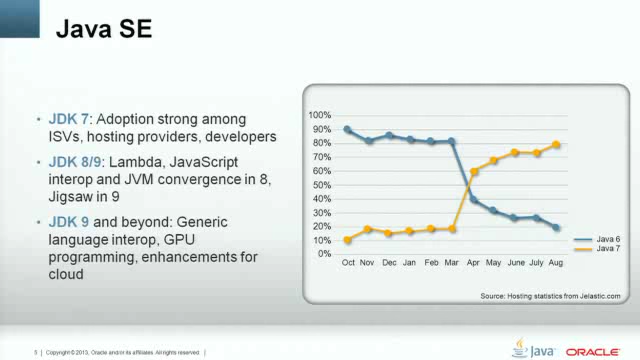 Java SE
• JDK 7: Adoption strong among
ISVs, hosting providers, developers
• JDK 8/9: Lambda, JavaScript
interop and JVM convergence in 8,
Jigsaw in 9
• JDK 9 and beyond: Generic
language interop, GPU
programming, enhancements for
cloud
100%
90%
80%
70%
60%
50%
40%
30%
20%
10%
0%
Oct Nov Dec Jan Feb Mar Apr May June July Aug
Java 6
Java 7
Source: Hosting statistics from Jelastic.com
5 | Copyright © 2013, Oracle and/or its affiliates. All rights reserved.
Java
ORACLE